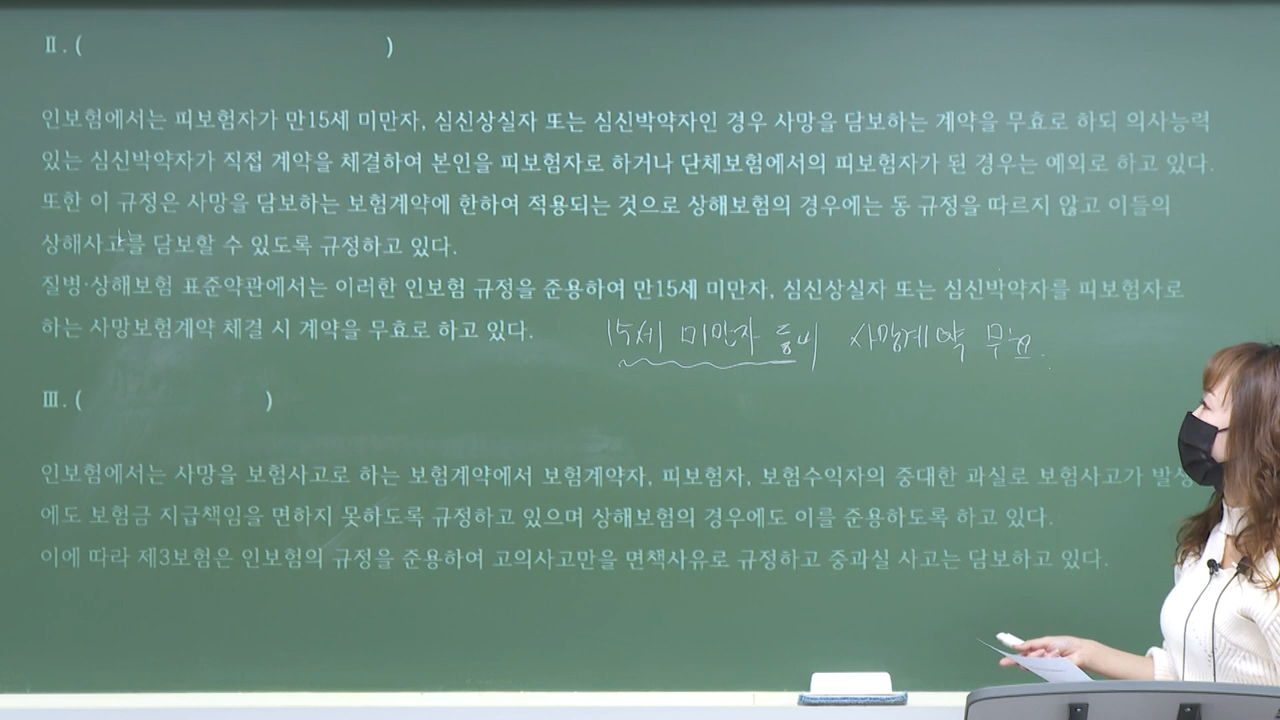 Ⅱ. (                    )
인보험에서는 피보험자가 만15세 미만자, 심신상실자 또는 심신박약자인 경우 사망을 담보하는 계약을 무효로 하되 의사능력
있는 심신박약자가 직접 계약을 체결하여 본인을 피보험자로 하거나 단체보험에서의 피보험자가 된 경우는 예외로 하고 있다.
또한 이 규정은 사망을 담보하는 보험계약에 한하여 적용되는 것으로 상해보험의 경우에는 동 규정을 따르지 않고 이들의
상해사고를 담보할 수 있도록 규정하고 있다.
질병·상해보험 표준약관에서는 이러한 인보험 규정을 준용하여 만15세 미만자, 심신상실자 또는 심신박약자를 피보험자로
하는 사망보험계약 체결 시 계약을 무효로 하고 있다.
15세 미만자 등에 사망계약 무효.
Ⅲ. (            )
인보험에서는 사망을 보험사고로 하는 보험계약에서 보험계약자, 피보험자, 보험수익자의 중대한 과실로 보험사고가 발생
에도 보험금 지급책임을 면하지 못하도록 규정하고 있으며 상해보험의 경우에도 이를 준용하도록 하고 있다.
이에 따라 제3보험은 인보험의 규정을 준용하여 고의사고만을 면책사유로 규정하고 중과실 사고는 담보하고 있다.